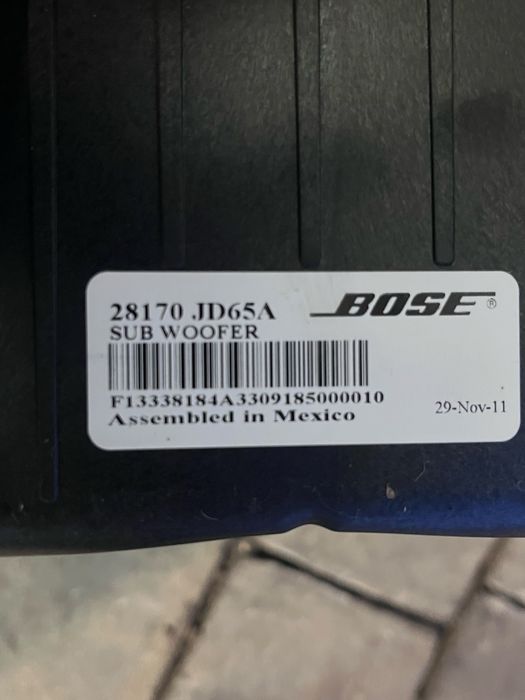 28170 JD65A
BOSE®
SUB WOOFER
F13338184A3309185000010
Assembled in Mexico
29-Nov-11